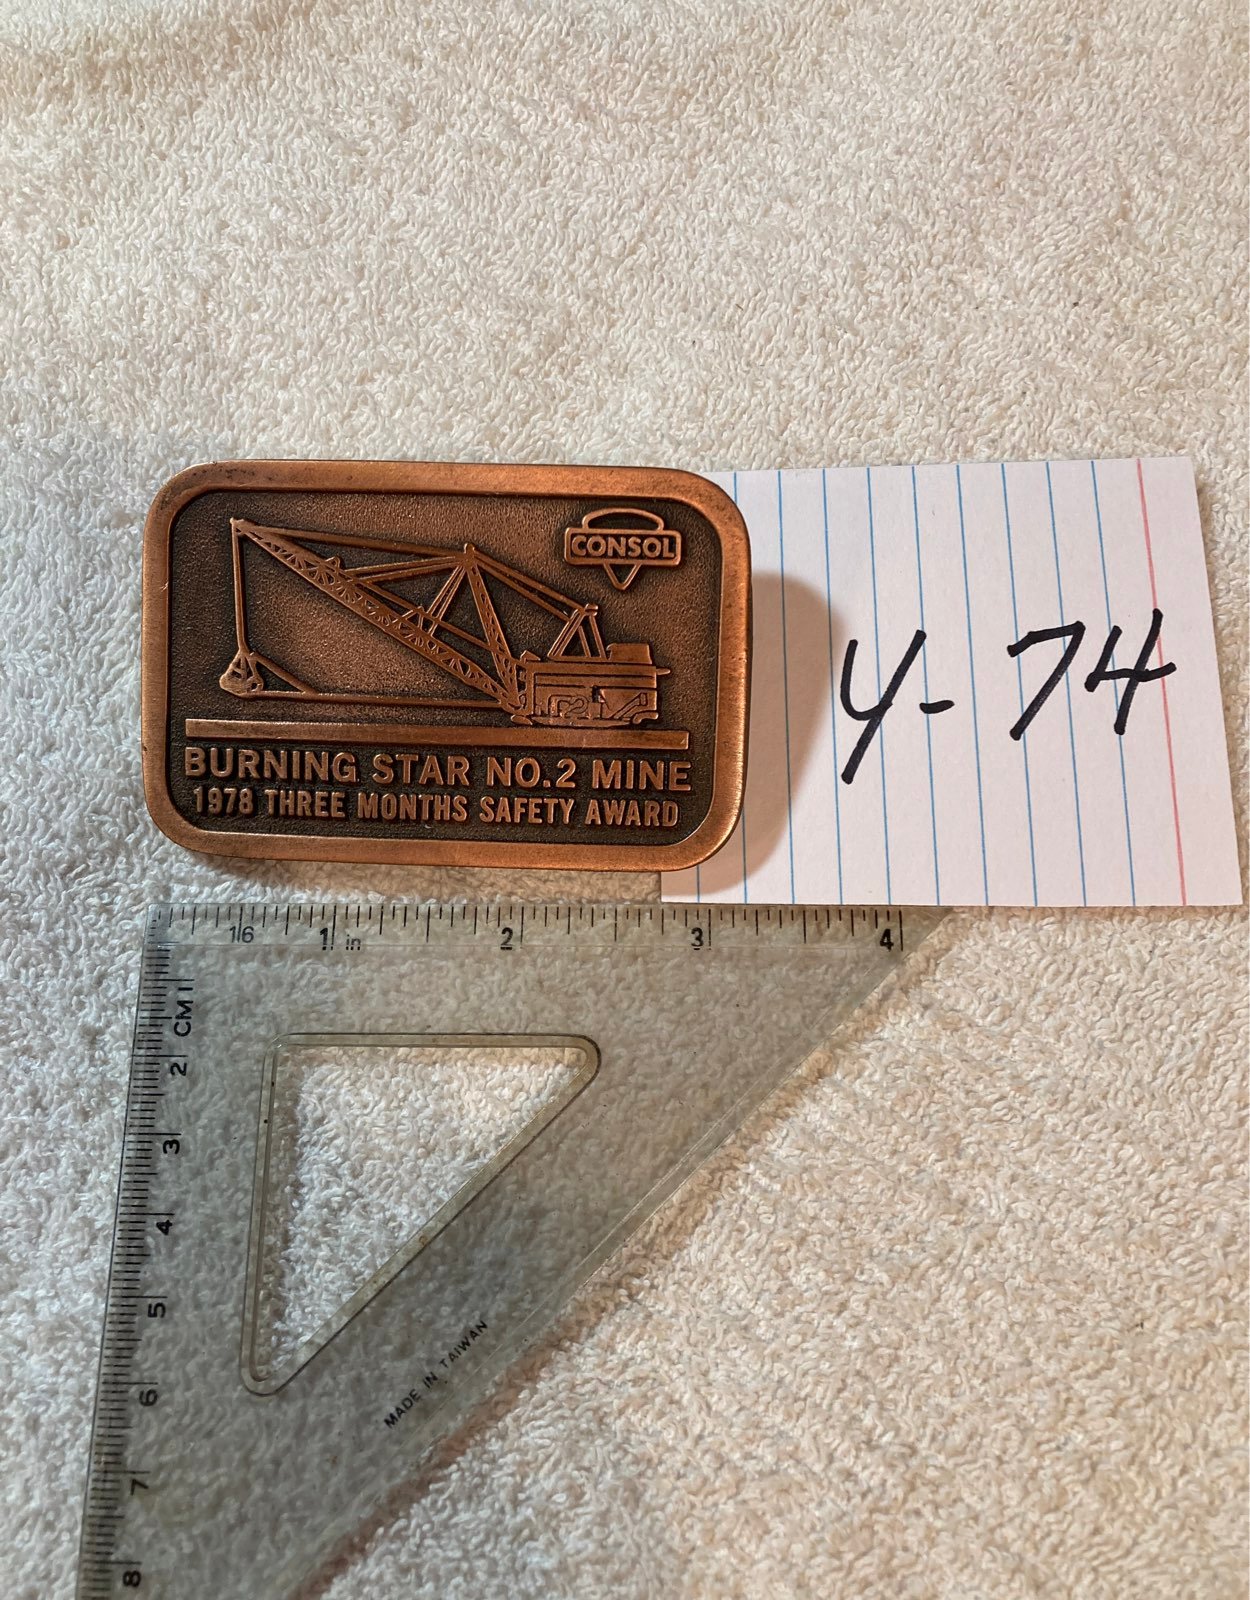 CONSOL
BURNING STAR NO.2 MINE
1978 THREE MONTHS SAFETY AWARD
Y-74
16 1 in 2 3 4
CM 1
2
3
4
5
6
7
8
MADE IN TAIWAN